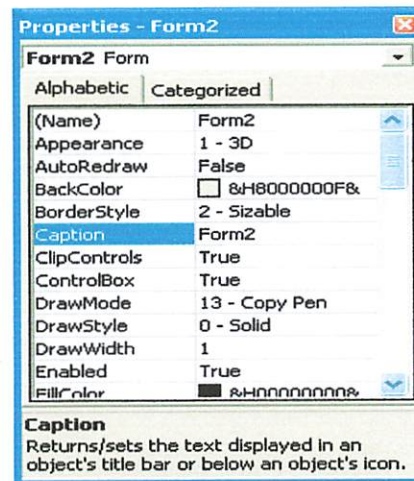 Properties - Form2
Form2 Form
Alphabetic Categorized
(Name) Form2
Appearance 1 - 3D
AutoRedraw False
BackColor &H8000000F&
BorderStyle 2 - Sizable
Caption Form2
ClipControls True
ControlBox True
DrawMode 13 - Copy Pen
DrawStyle 0 - Solid
DrawWidth 1
Enabled True
FillColor &H00000000&
Caption
Returns/sets the text displayed in an
object's title bar or below an object's icon.